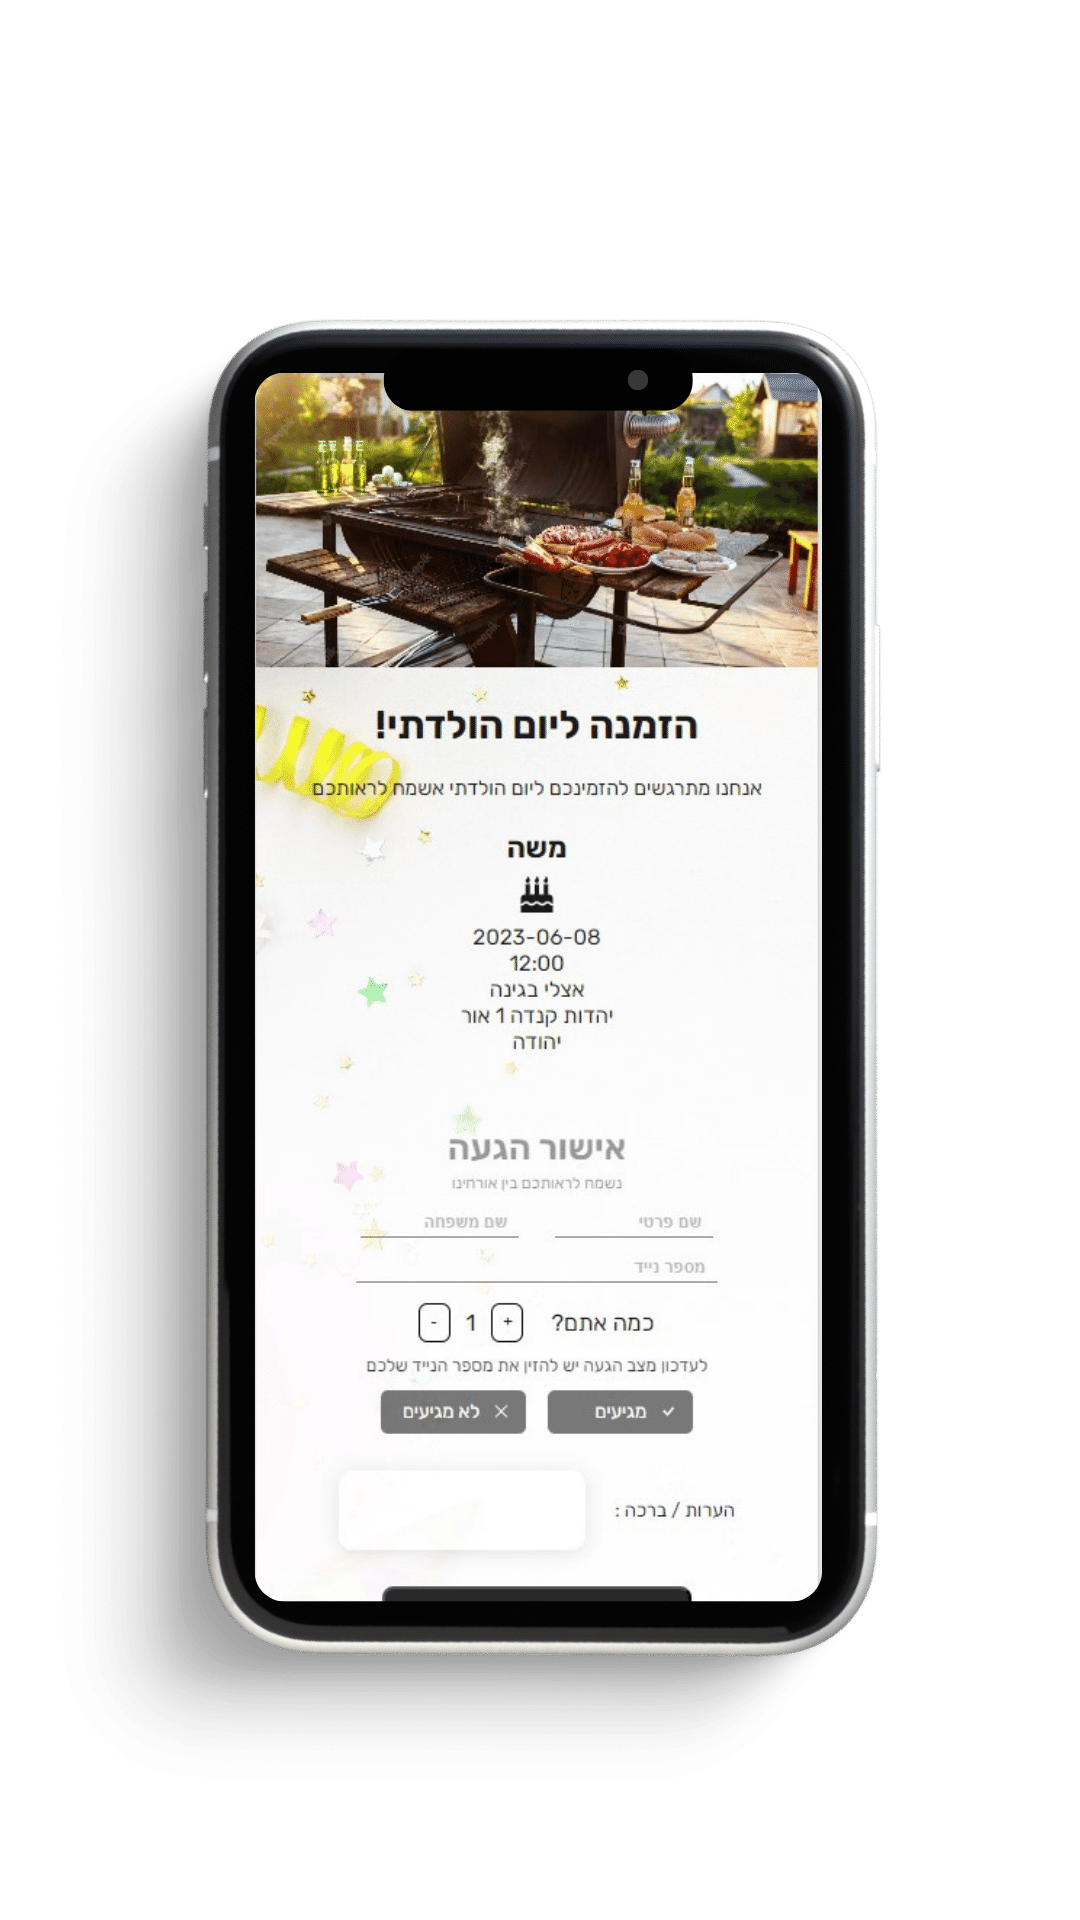 הזמנה ליום הולדתי!
אנחנו מתרגשים להזמינכם ליום הולדתי אשמח לראותכם
משה
2023-06-08
12:00
אצלי בגינה
יהדות קנדה 1 אור
יהודה
אישור הגעה
נשמח לראותכם בין אורחינו
שם פרטי שם משפחה
מספר נייד
כמה אתם? + 1 -
לעדכון מצב הגעה יש להזין את מספר הנייד שלכם
מגיעים לא מגיעים
הערות / ברכה :